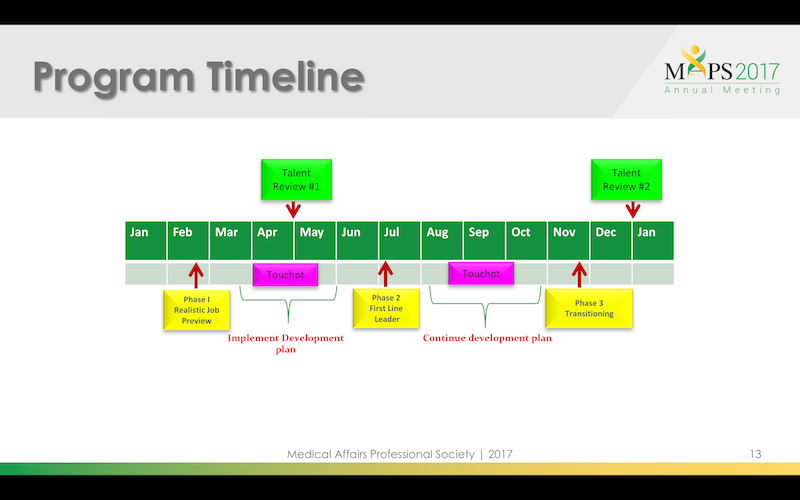 Program Timeline
MAPS 2017
Annual Meeting
Talent
Review #1
Talent
Review #2
Jan Feb Mar Apr May Jun Jul Aug Sep Oct Nov Dec Jan
Touchpt
Touchpt
Phase I
Realistic Job
Preview
Phase 2
First Line
Leader
Phase 3
Transitioning
Implement Development
plan
Continue development plan
Medical Affairs Professional Society | 2017
13